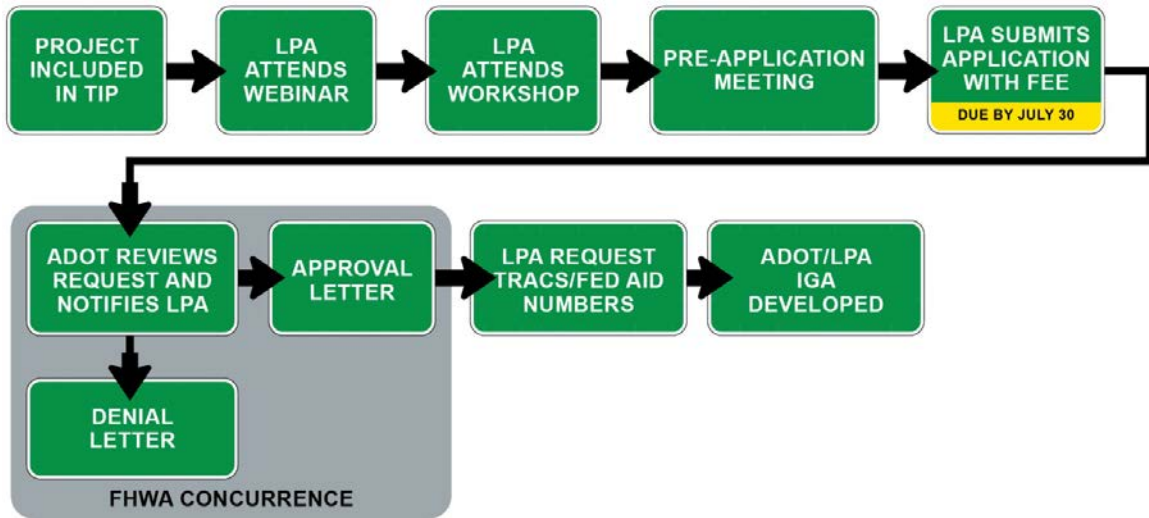 PROJECT
INCLUDED
IN TIP
LPA
ATTENDS
WEBINAR
LPA
ATTENDS
WORKSHOP
PRE-APPLICATION
MEETING
LPA SUBMITS
APPLICATION
WITH FEE
DUE BY JULY 30
ADOT REVIEWS
REQUEST AND
NOTIFIES LPA
APPROVAL
LETTER
LPA REQUEST
TRACS/FED AID
NUMBERS
ADOT/LPA
IGA
DEVELOPED
DENIAL
LETTER
FHWA CONCURRENCE